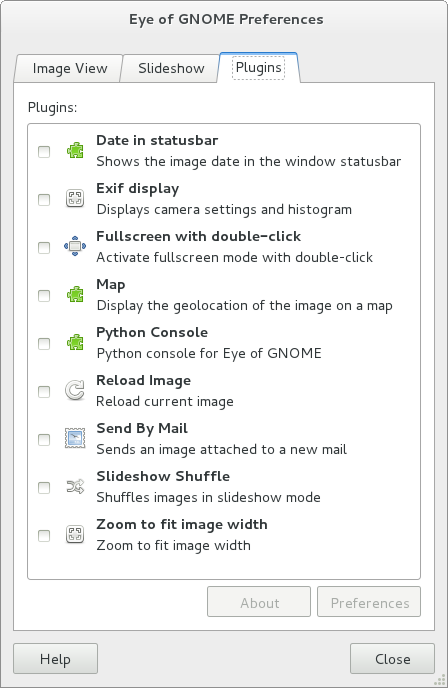 Eye of GNOME Preferences
Image View
Slideshow
Plugins
Plugins:
Date in statusbar
Shows the image date in the window statusbar
Exif display
Displays camera settings and histogram
Fullscreen with double-click
Activate fullscreen mode with double-click
Map
Display the geolocation of the image on a map
Python Console
Python console for Eye of GNOME
Reload Image
Reload current image
Send By Mail
Sends an image attached to a new mail
Slideshow Shuffle
Shuffles images in slideshow mode
Zoom to fit image width
Zoom to fit image width
About
Preferences
Help
Close